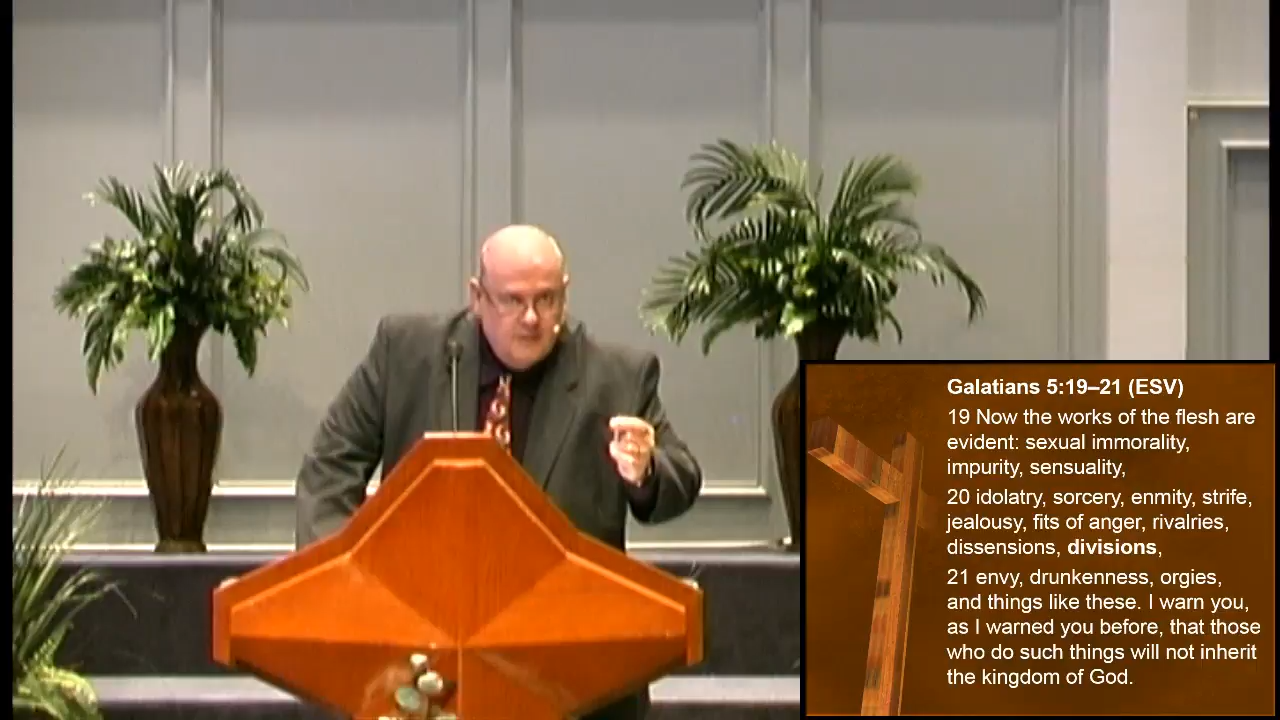 Galatians 5:19–21 (ESV)
19 Now the works of the flesh are
evident: sexual immorality,
impurity, sensuality,
20 idolatry, sorcery, enmity, strife,
jealousy, fits of anger, rivalries,
dissensions, divisions,
21 envy, drunkenness, orgies,
and things like these. I warn you,
as I warned you before, that those
who do such things will not inherit
the kingdom of God.